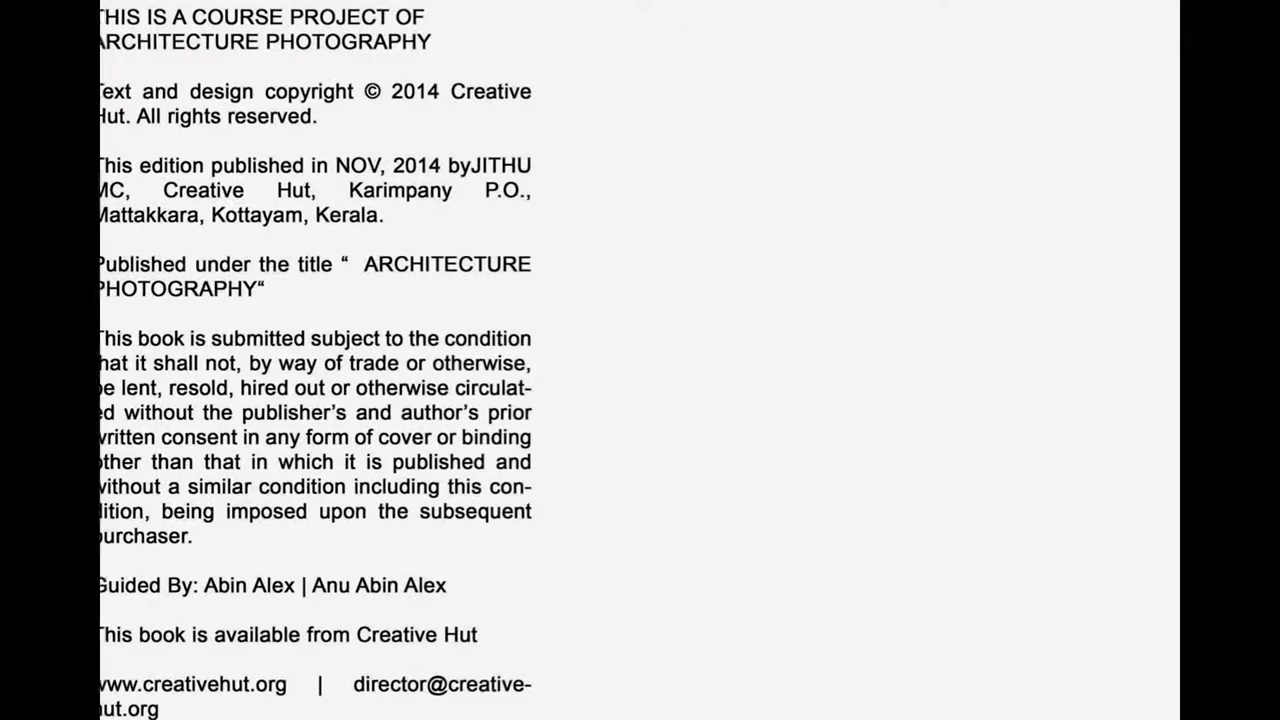 THIS IS A COURSE PROJECT OF
ARCHITECTURE PHOTOGRAPHY
Text and design copyright © 2014 Creative
Hut. All rights reserved.
This edition published in NOV, 2014 byJITHU
MC, Creative Hut, Karimpany P.O.,
Mattakkara, Kottayam, Kerala.
Published under the title “ ARCHITECTURE
PHOTOGRAPHY“
This book is submitted subject to the condition
that it shall not, by way of trade or otherwise,
be lent, resold, hired out or otherwise circulat-
ed without the publisher’s and author’s prior
written consent in any form of cover or binding
other than that in which it is published and
without a similar condition including this con-
dition, being imposed upon the subsequent
purchaser.
Guided By: Abin Alex | Anu Abin Alex
This book is available from Creative Hut
www.creativehut.org | director@creative-
hut.org